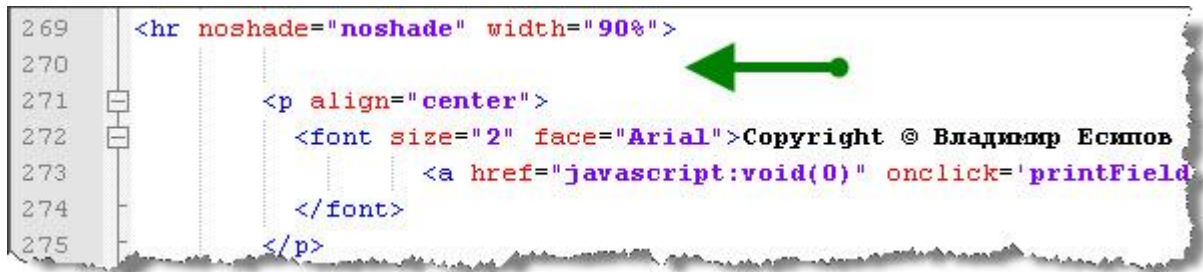 269 <hr noshade="noshade" width="90%">
270
271 <p align="center">
272 <font size="2" face="Arial">Copyright © Владимир Есипов
273 <a href="javascript:void(0)" onclick='printField
274 </font>
275 </p>